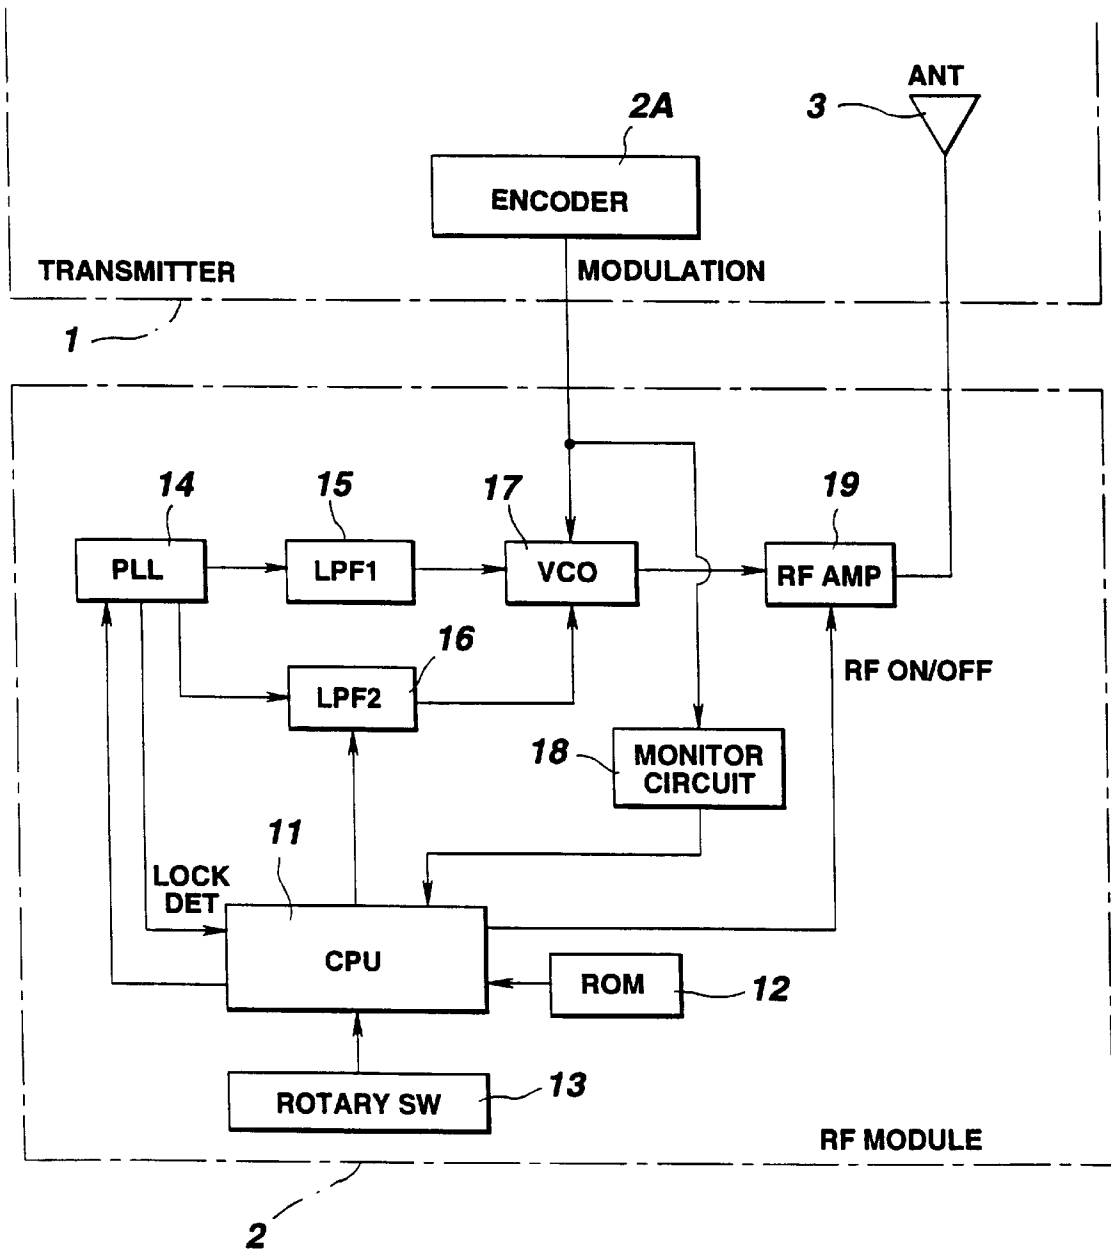 ANT
3
2A
ENCODER
TRANSMITTER
MODULATION
1
14
15
17
19
PLL
LPF1
VCO
RF AMP
16
LPF2
RF ON/OFF
18
MONITOR
CIRCUIT
11
LOCK
DET
CPU
ROM
12
ROTARY SW
13
RF MODULE
2